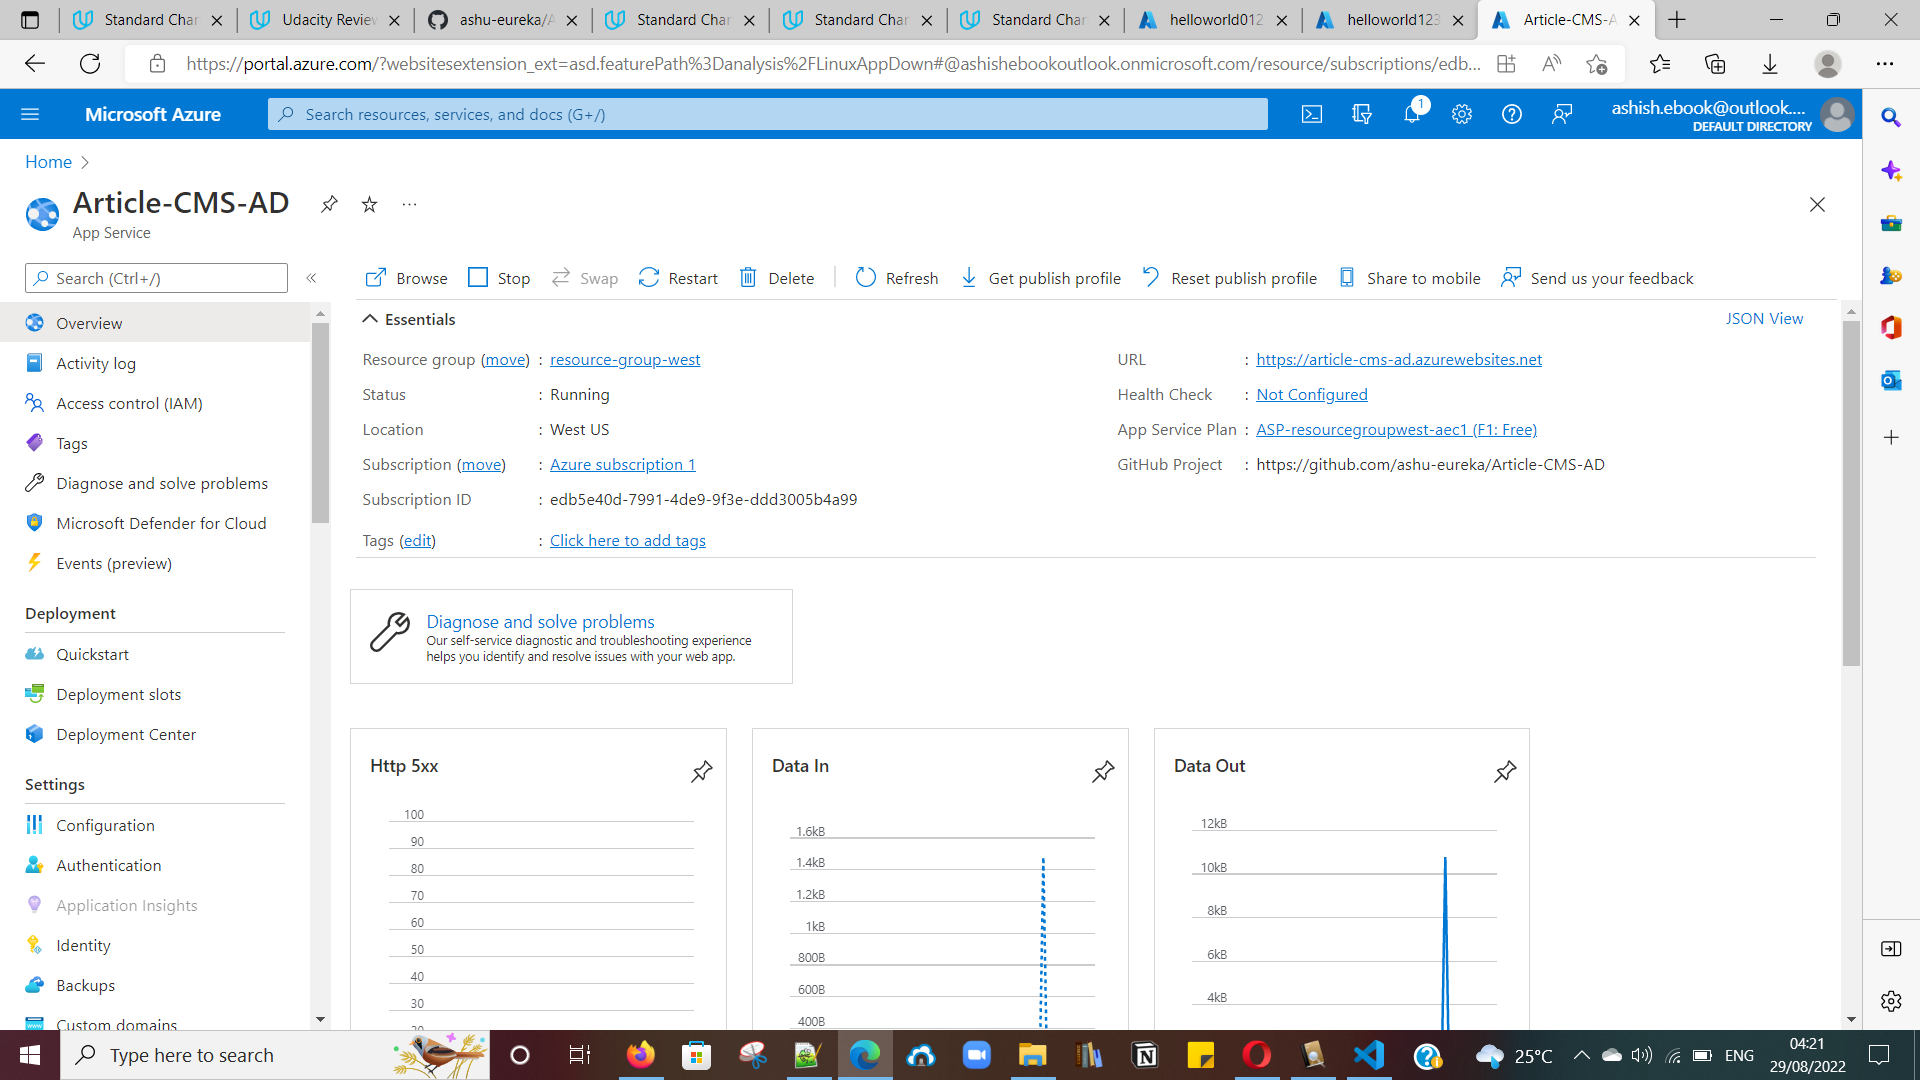 Standard Char
Udacity Review
ashu-eureka/A
Standard Char
Standard Char
Standard Char
helloworld012
helloworld123
Article-CMS-A
https://portal.azure.com/?websitesextension_ext=asd.featurePath%3Danalysis%2FLinuxAppDown#@ashishebookoutlook.onmicrosoft.com/resource/subscriptions/edb...
Microsoft Azure
Search resources, services, and docs (G+/)
1
ashish.ebook@outlook....
DEFAULT DIRECTORY
Home
Article-CMS-AD
App Service
Search (Ctrl+/)
Browse
Stop
Swap
Restart
Delete
Refresh
Get publish profile
Reset publish profile
Share to mobile
Send us your feedback
Overview
Activity log
Access control (IAM)
Tags
Diagnose and solve problems
Microsoft Defender for Cloud
Events (preview)
Deployment
Quickstart
Deployment slots
Deployment Center
Settings
Configuration
Authentication
Application Insights
Identity
Backups
Custom domains
Essentials
JSON View
Resource group (move) : resource-group-west
Status : Running
Location : West US
Subscription (move) : Azure subscription 1
Subscription ID : edb5e40d-7991-4de9-9f3e-ddd3005b4a99
Tags (edit) : Click here to add tags
URL : https://article-cms-ad.azurewebsites.net
Health Check : Not Configured
App Service Plan : ASP-resourcegroupwest-aec1 (F1: Free)
GitHub Project : https://github.com/ashu-eureka/Article-CMS-AD
Diagnose and solve problems
Our self-service diagnostic and troubleshooting experience
helps you identify and resolve issues with your web app.
Http 5xx
100
90
80
70
60
50
40
30
20
Data In
1.6kB
1.4kB
1.2kB
1kB
800B
600B
400B
Data Out
12kB
10kB
8kB
6kB
4kB
Type here to search
25°C
ENG
04:21
29/08/2022